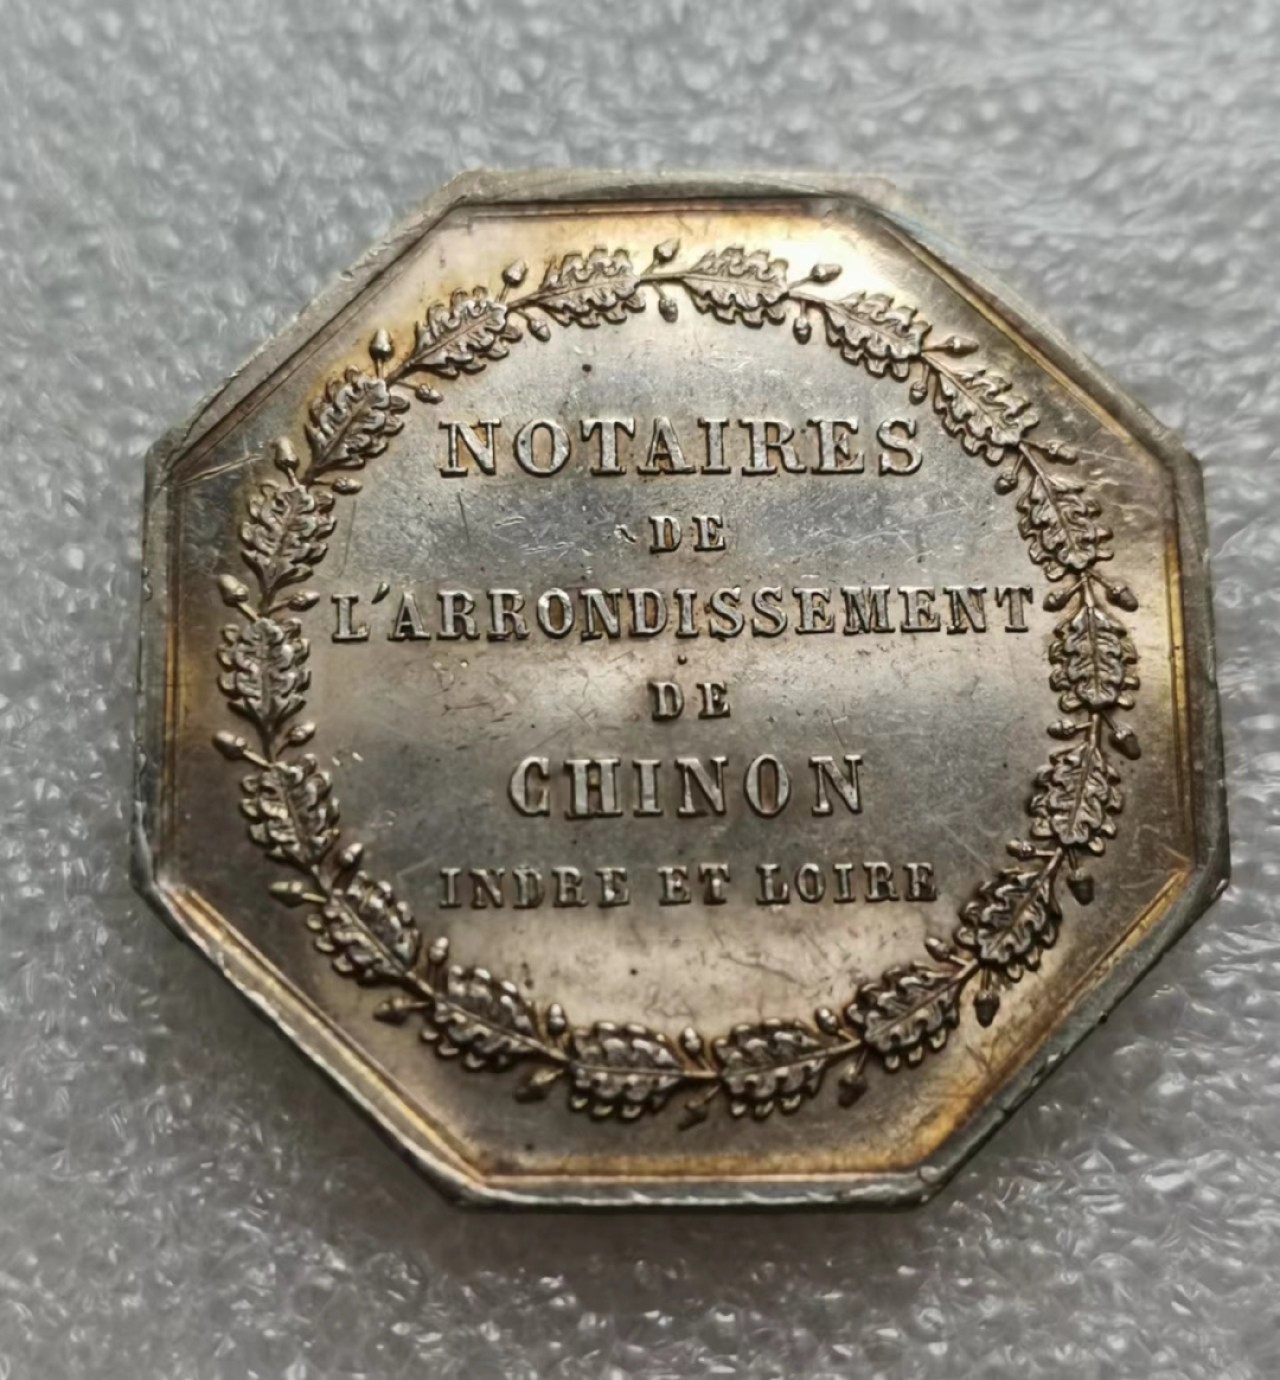 NOTAIRES
DE
L'ARRONDISSEMENT
DE
CHINON
INDRE ET LOIRE